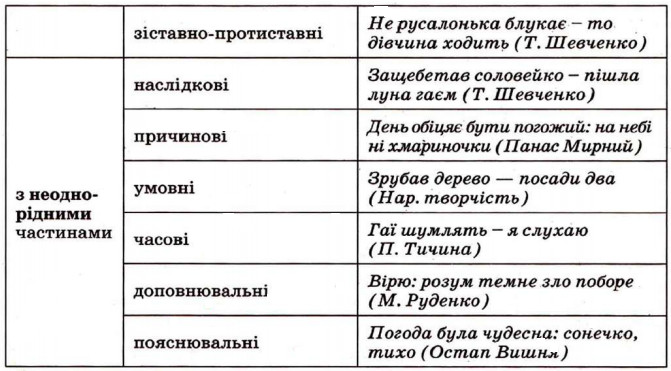 зіставно-протиставні
Не русалонька блукає – то
дівчина ходить (Т. Шевченко)
з неодно-
рідними
частинами
наслідкові
Защебетав соловейко – пішла
луна гаєм (Т. Шевченко)
причинові
День обіцяє бути погожий: на небі
ні хмариночки (Панас Мирний)
умовні
Зрубав дерево — посади два
(Нар. творчість)
часові
Гаї шумлять – я слухаю
(П. Тичина)
доповнювальні
Вірю: розум темне зло поборе
(М. Руденко)
пояснювальні
Погода була чудесна: сонечко,
тихо (Остап Вишня)